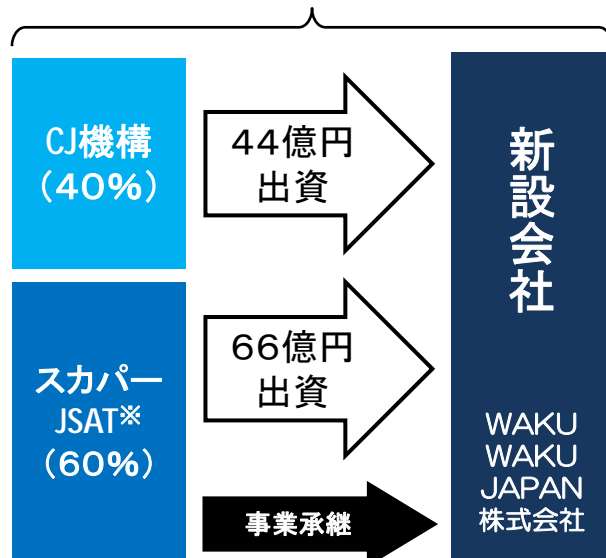 CJ機構
（40%）
44億円
出資
スカパー
JSAT※
（60%）
66億円
出資
事業承継
新設会社
WAKU
WAKU
JAPAN
株式会社